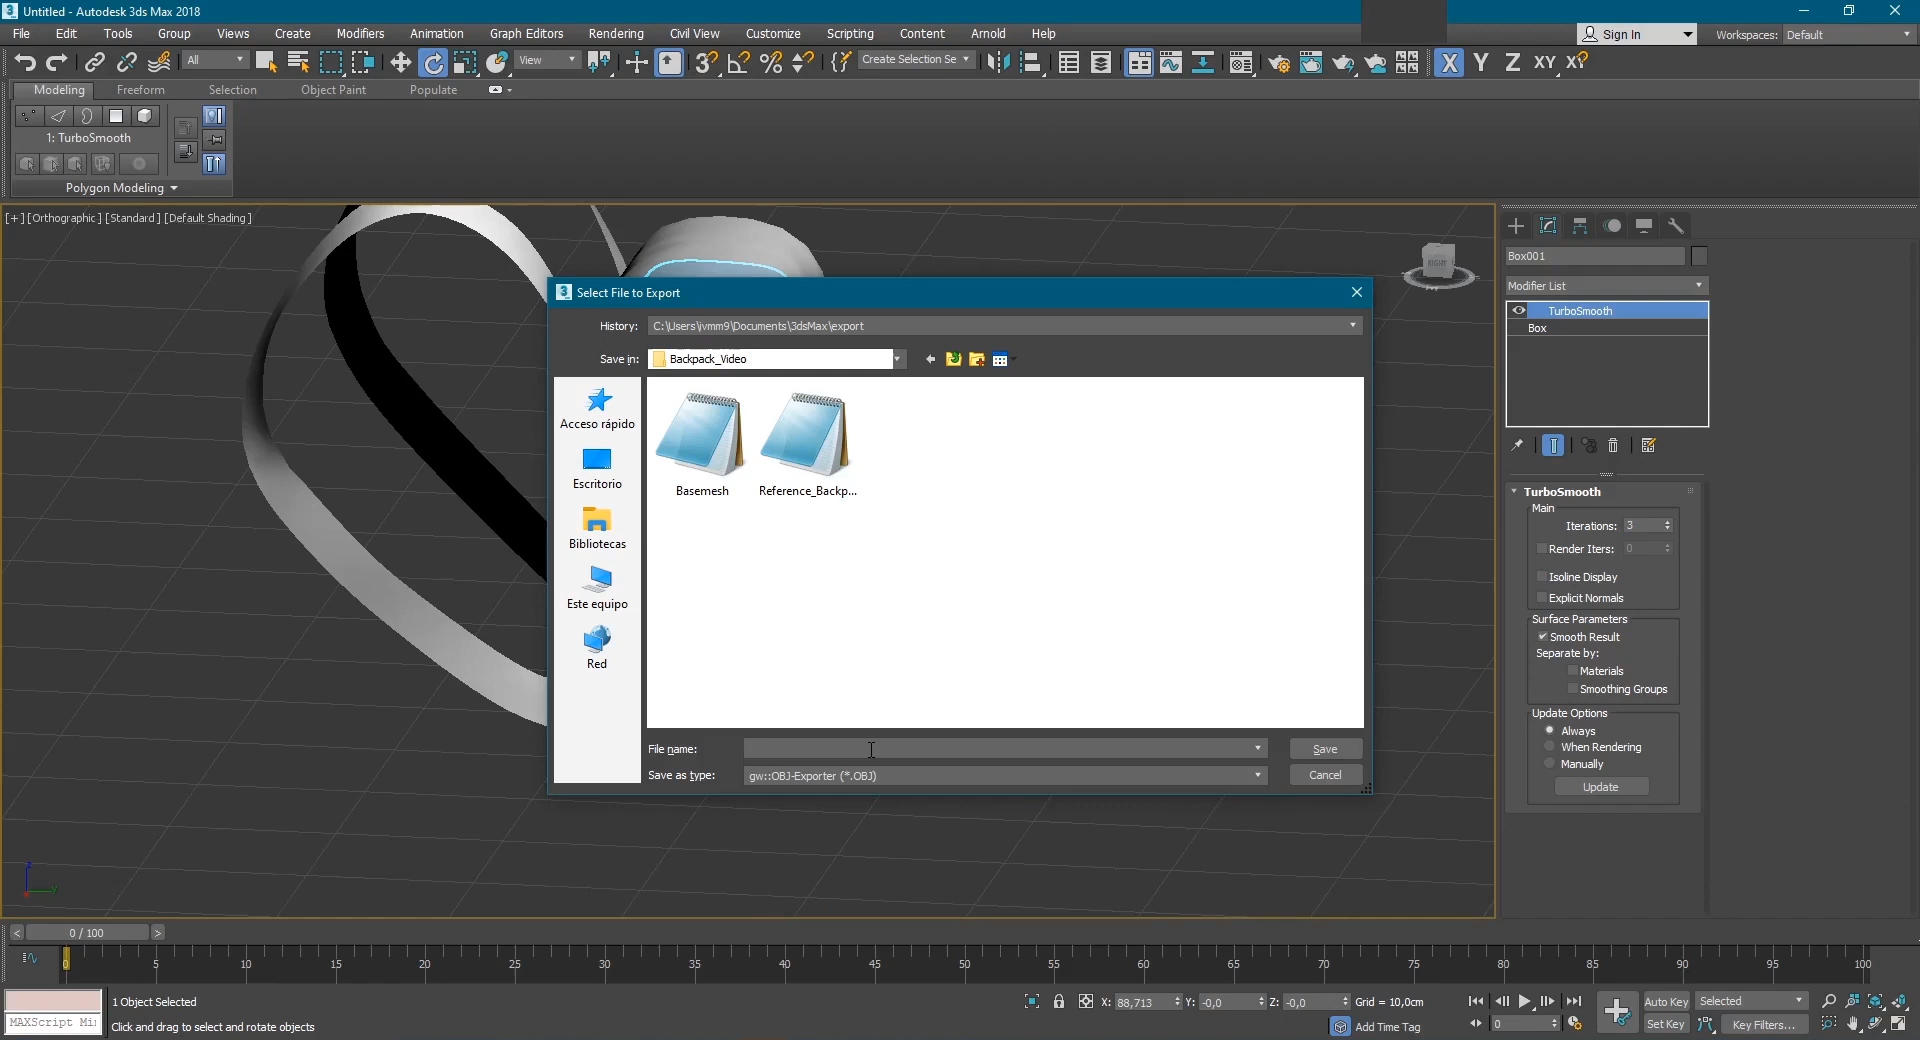 Untitled - Autodesk 3ds Max 2018
File Edit Tools Group Views Create Modifiers Animation Graph Editors Rendering Civil View Customize Scripting Content Arnold Help
Sign In
Workspaces: Default
All
View
Create Selection Se
X Y Z XY XY
Modeling Freeform Selection Object Paint Populate
1: TurboSmooth
Polygon Modeling
[+] [Orthographic] [Standard] [Default Shading]
RIGHT
Select File to Export
History: C:\Users\ivmm9\Documents\3dsMax\export
Save in: Backpack_Video
Acceso rápido
Escritorio
Bibliotecas
Este equipo
Red
Basemesh
Reference_Backp...
File name:
Save
Save as type: gw::OBJ-Exporter (*.OBJ)
Cancel
Box001
Modifier List
TurboSmooth
Box
TurboSmooth
Main
Iterations: 3
Render Iters: 0
Isoline Display
Explicit Normals
Surface Parameters
Smooth Result
Separate by:
Materials
Smoothing Groups
Update Options
Always
When Rendering
Manually
Update
z
y
< 0 / 100 >
0 5 10 15 20 25 30 35 40 45 50 55 60 65 70 75 80 85 90 95 100
1 Object Selected
X: 88,713 Y: -0,0 Z: -0,0 Grid = 10,0cm
Auto Key Selected
MAXScript Mi
Click and drag to select and rotate objects
Add Time Tag
0
Set Key Key Filters...